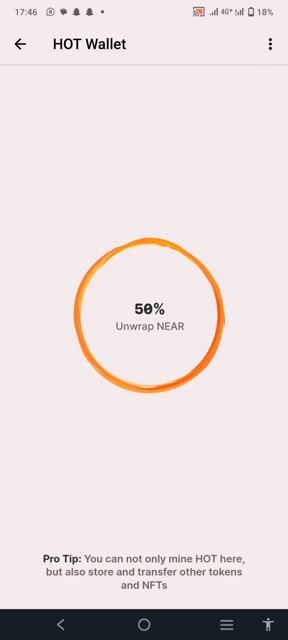 17:46 4G+ 18%
HOT Wallet
50%
Unwrap NEAR
Pro Tip: You can not only mine HOT here,
but also store and transfer other tokens
and NFTs